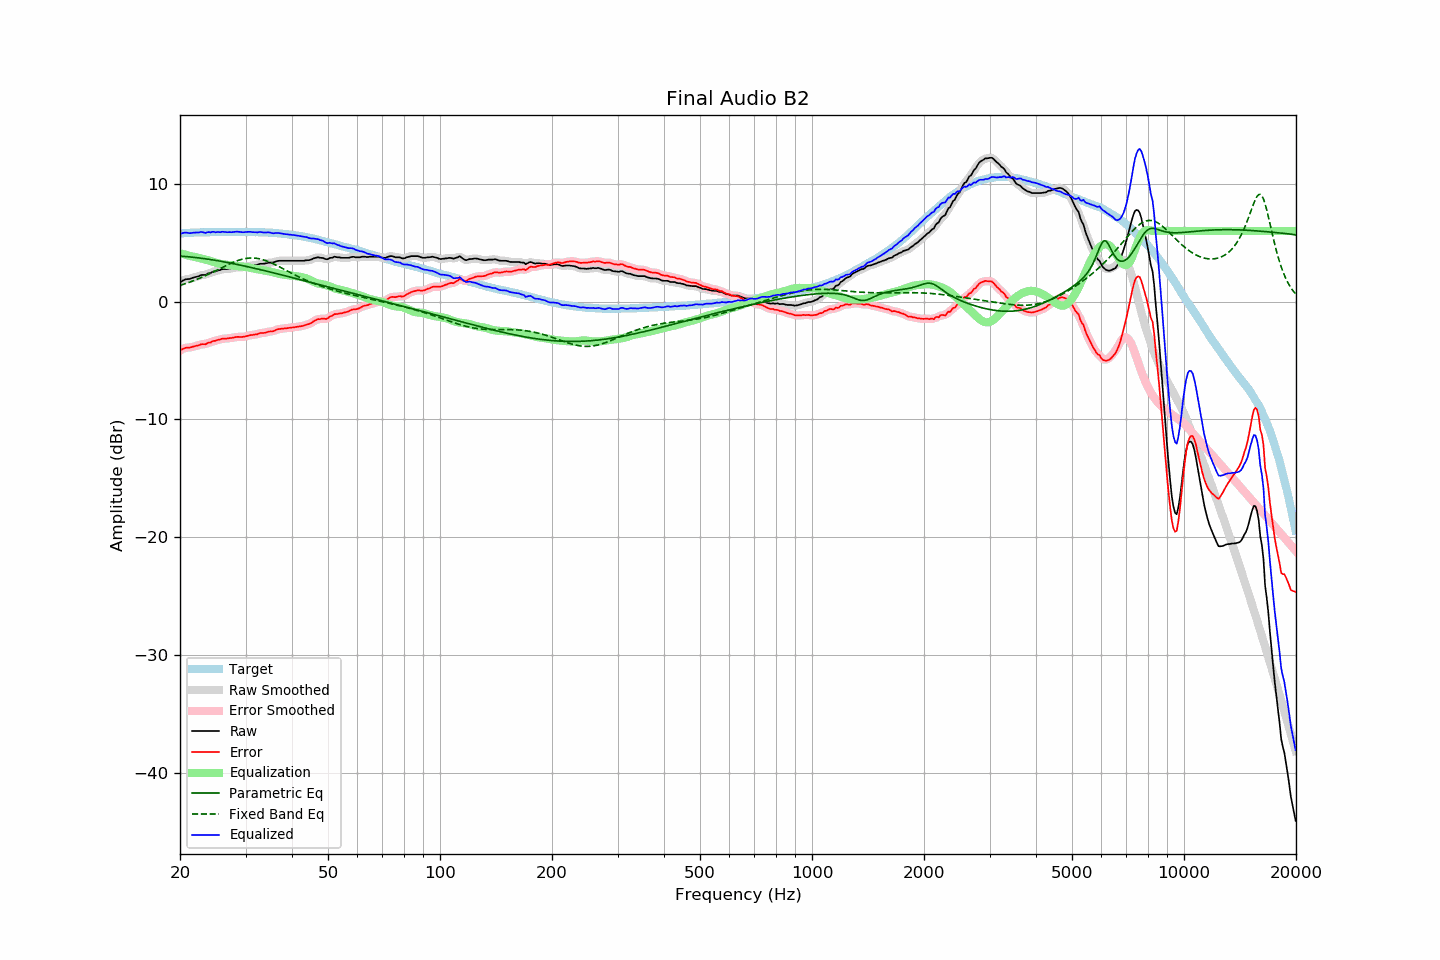 Final Audio B2
Amplitude (dBr)
10
0
−10
−20
−30
−40
Target
Raw Smoothed
Error Smoothed
Raw
Error
Equalization
Parametric Eq
Fixed Band Eq
Equalized
20 50 100 200 500 1000 2000 5000 10000 20000
Frequency (Hz)